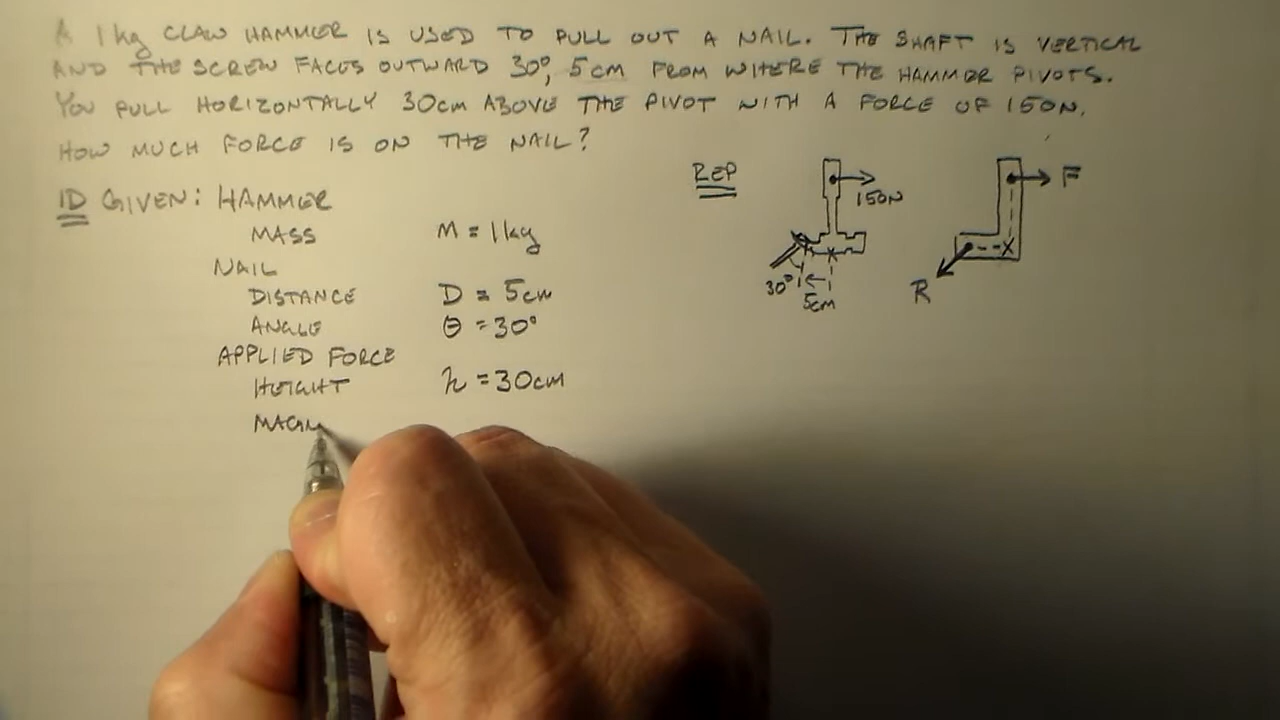 A 1kg CLAW HAMMER IS USED TO PULL OUT A NAIL. THE SHAFT IS VERTICAL
AND THE SCREW FACES OUTWARD 30°, 5cm FROM WHERE THE HAMMER PIVOTS.
YOU PULL HORIZONTALLY 30cm ABOVE THE PIVOT WITH A FORCE OF 150N.
HOW MUCH FORCE IS ON THE NAIL?
ID GIVEN: HAMMER
MASS M = 1kg
NAIL
DISTANCE D = 5cm
ANGLE θ = 30°
APPLIED FORCE
HEIGHT h = 30cm
MAGN
REP
150N
30°
5cm
F
R